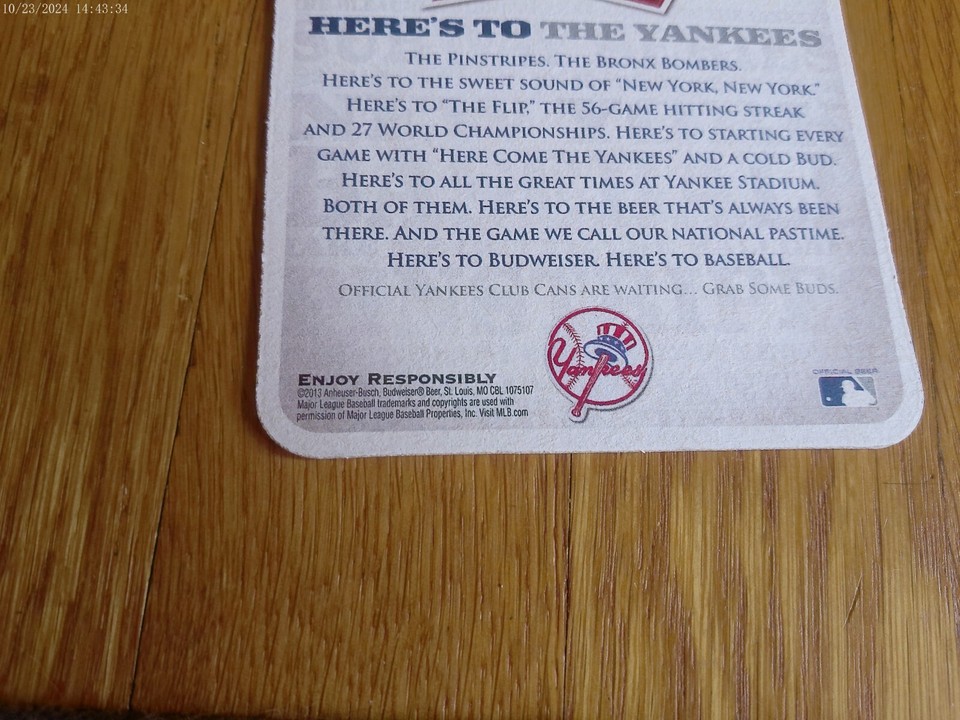 10/23/2024 14:43:34
HERE'S TO THE YANKEES
THE PINSTRIPES. THE BRONX BOMBERS.
HERE'S TO THE SWEET SOUND OF "NEW YORK, NEW YORK."
HERE'S TO "THE FLIP," THE 56-GAME HITTING STREAK
AND 27 WORLD CHAMPIONSHIPS. HERE'S TO STARTING EVERY
GAME WITH "HERE COME THE YANKEES" AND A COLD BUD.
HERE'S TO ALL THE GREAT TIMES AT YANKEE STADIUM.
BOTH OF THEM. HERE'S TO THE BEER THAT'S ALWAYS BEEN
THERE. AND THE GAME WE CALL OUR NATIONAL PASTIME.
HERE'S TO BUDWEISER. HERE'S TO BASEBALL.
OFFICIAL YANKEES CLUB CANS ARE WAITING... GRAB SOME BUDS.
Yankees
ENJOY RESPONSIBLY
©2013 Anheuser-Busch, Budweiser® Beer, St. Louis, MO CBL 1075107
Major League Baseball trademarks and copyrights are used with
permission of Major League Baseball Properties, Inc. Visit MLB.com
OFFICIAL BEER